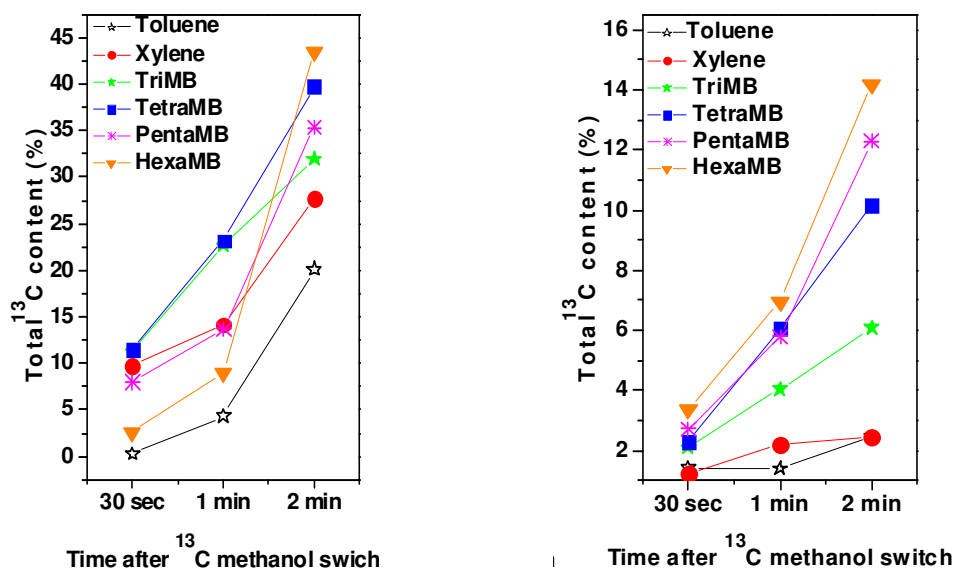 Total ¹³C content (%)
45
40
35
30
25
20
15
10
5
0
Toluene
Xylene
TriMB
TetraMB
PentaMB
HexaMB
30 sec 1 min 2 min
Time after ¹³C methanol swich
Total ¹³C content (%)
16
14
12
10
8
6
4
2
Toluene
Xylene
TriMB
TetraMB
PentaMB
HexaMB
30 sec 1 min 2 min
Time after ¹³C methanol switch